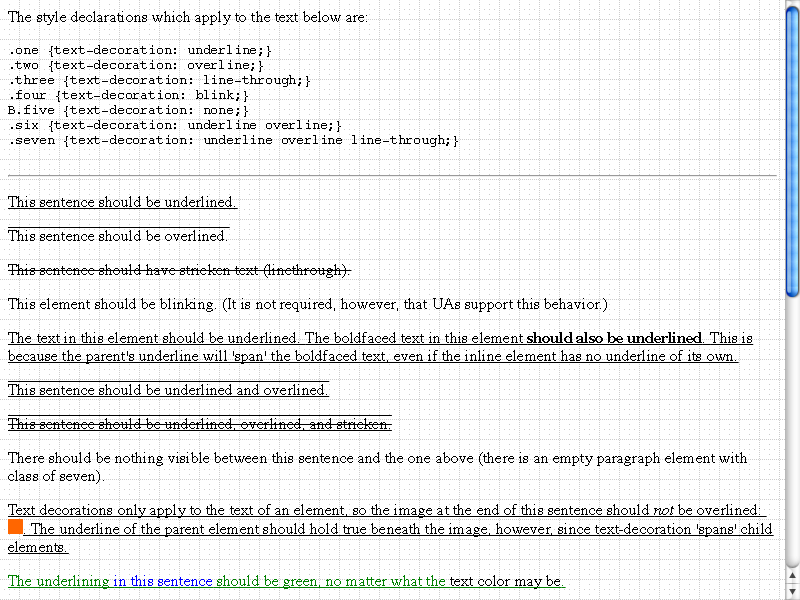 The style declarations which apply to the text below are:
.one {text-decoration: underline;}
.two {text-decoration: overline;}
.three {text-decoration: line-through;}
.four {text-decoration: blink;}
B.five {text-decoration: none;}
.six {text-decoration: underline overline;}
.seven {text-decoration: underline overline line-through;}
This sentence should be underlined.
This sentence should be overlined.
This sentence should have stricken text (linethrough).
This element should be blinking. (It is not required, however, that UAs support this behavior.)
The text in this element should be underlined. The boldfaced text in this element should also be underlined. This is
because the parent's underline will 'span' the boldfaced text, even if the inline element has no underline of its own.
This sentence should be underlined and overlined.
This sentence should be underlined, overlined, and stricken.
There should be nothing visible between this sentence and the one above (there is an empty paragraph element with
class of seven).
Text decorations only apply to the text of an element, so the image at the end of this sentence should not be overlined:
. The underline of the parent element should hold true beneath the image, however, since text-decoration 'spans' child
elements.
The underlining in this sentence should be green, no matter what the text color may be.